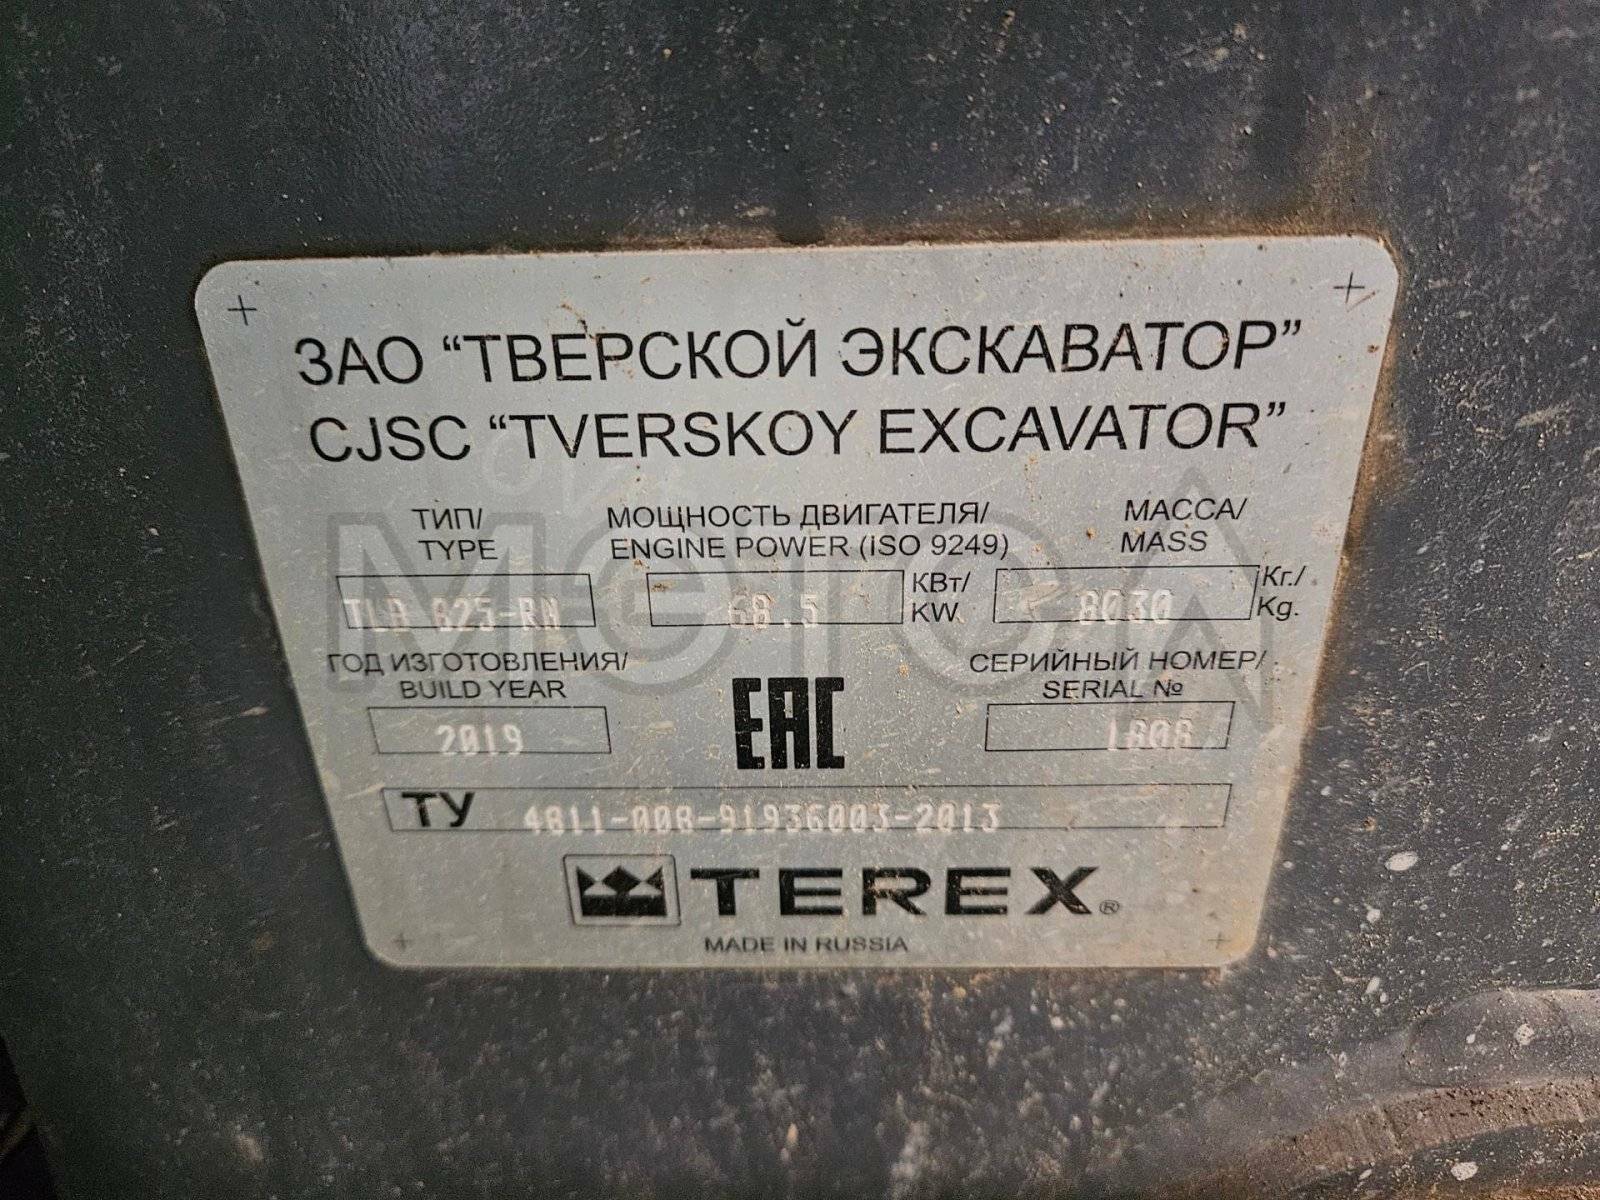 ЗАО “ТВЕРСКОЙ ЭКСКАВАТОР”
CJSC “TVERSKOY EXCAVATOR”
ТИП/
TYPE
TLB 825-RM
МОЩНОСТЬ ДВИГАТЕЛЯ/
ENGINE POWER (ISO 9249)
68.5
КВт/
KW
МАССА/
MASS
8030
Кг./
Kg.
ГОД ИЗГОТОВЛЕНИЯ/
BUILD YEAR
2019
EAC
СЕРИЙНЫЙ НОМЕР/
SERIAL №
1808
ТУ 4811-008-91936003-2013
TEREX®
MADE IN RUSSIA